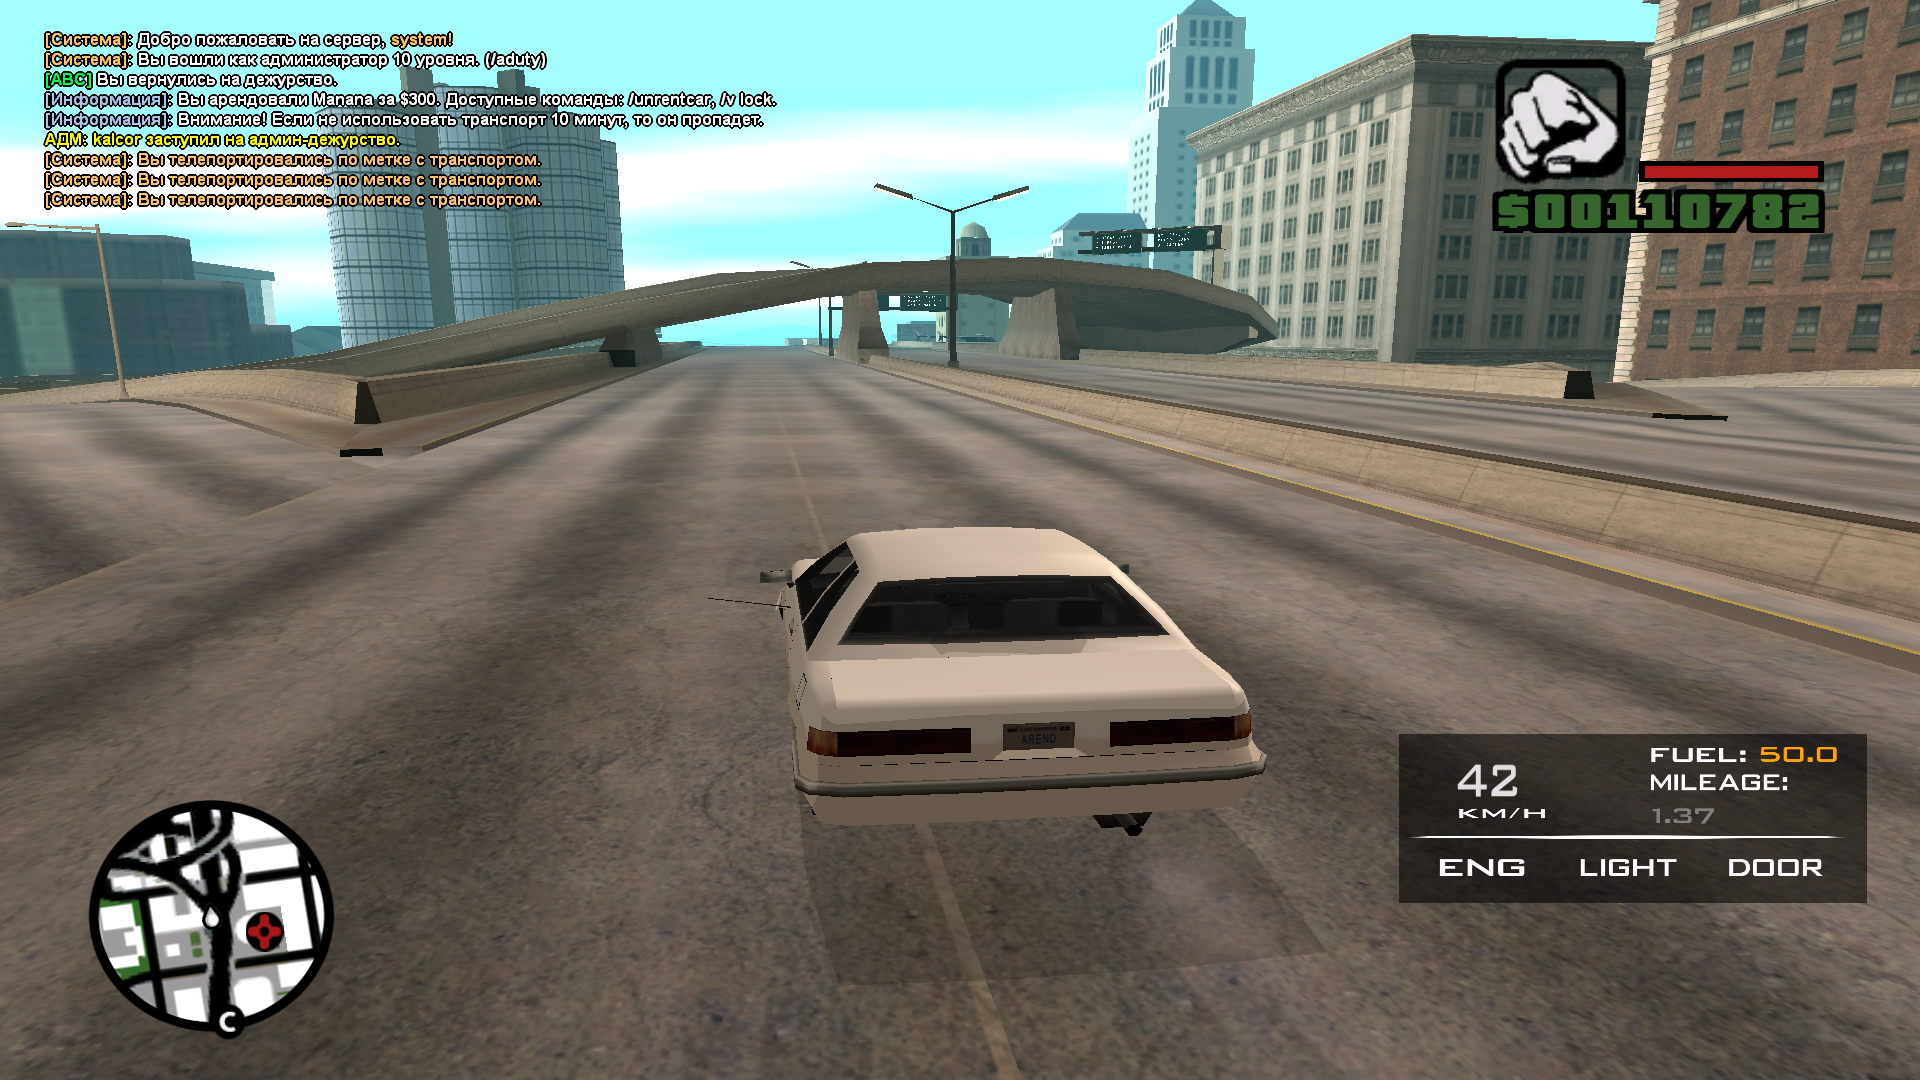 [Система]: Добро пожаловать на сервер, system!
[Система]: Вы вошли как администратор 10 уровня. (/aduty)
[ABC] Вы вернулись на дежурство.
[Информация]: Вы арендовали Manana за $300. Доступные команды: /unrentcar, /v lock.
[Информация]: Внимание! Если не использовать транспорт 10 минут, то он пропадет.
АДМ: kalcor заступил на админ-дежурство.
[Система]: Вы телепортировались по метке с транспортом.
[Система]: Вы телепортировались по метке с транспортом.
[Система]: Вы телепортировались по метке с транспортом.
$00110782
AREND
FUEL: 50.0
42
MILEAGE:
KM/H
1.37
ENG LIGHT DOOR
С